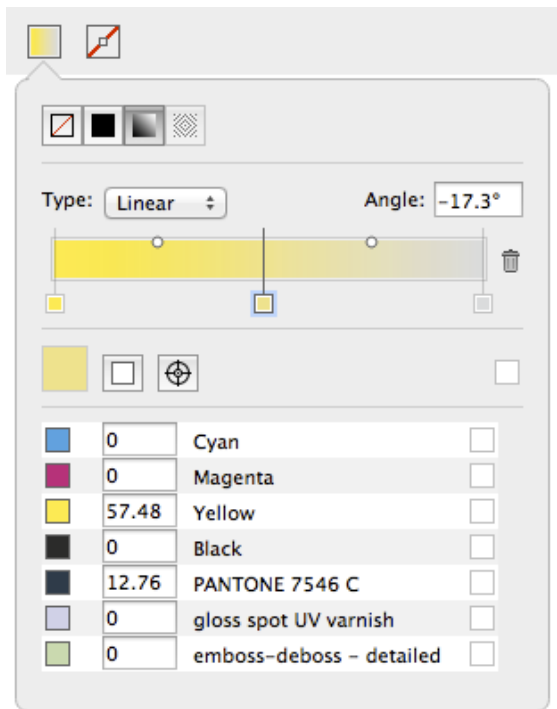 Type: Linear Angle: -17.3°
0 Cyan
0 Magenta
57.48 Yellow
0 Black
12.76 PANTONE 7546 C
0 gloss spot UV varnish
0 emboss-deboss - detailed